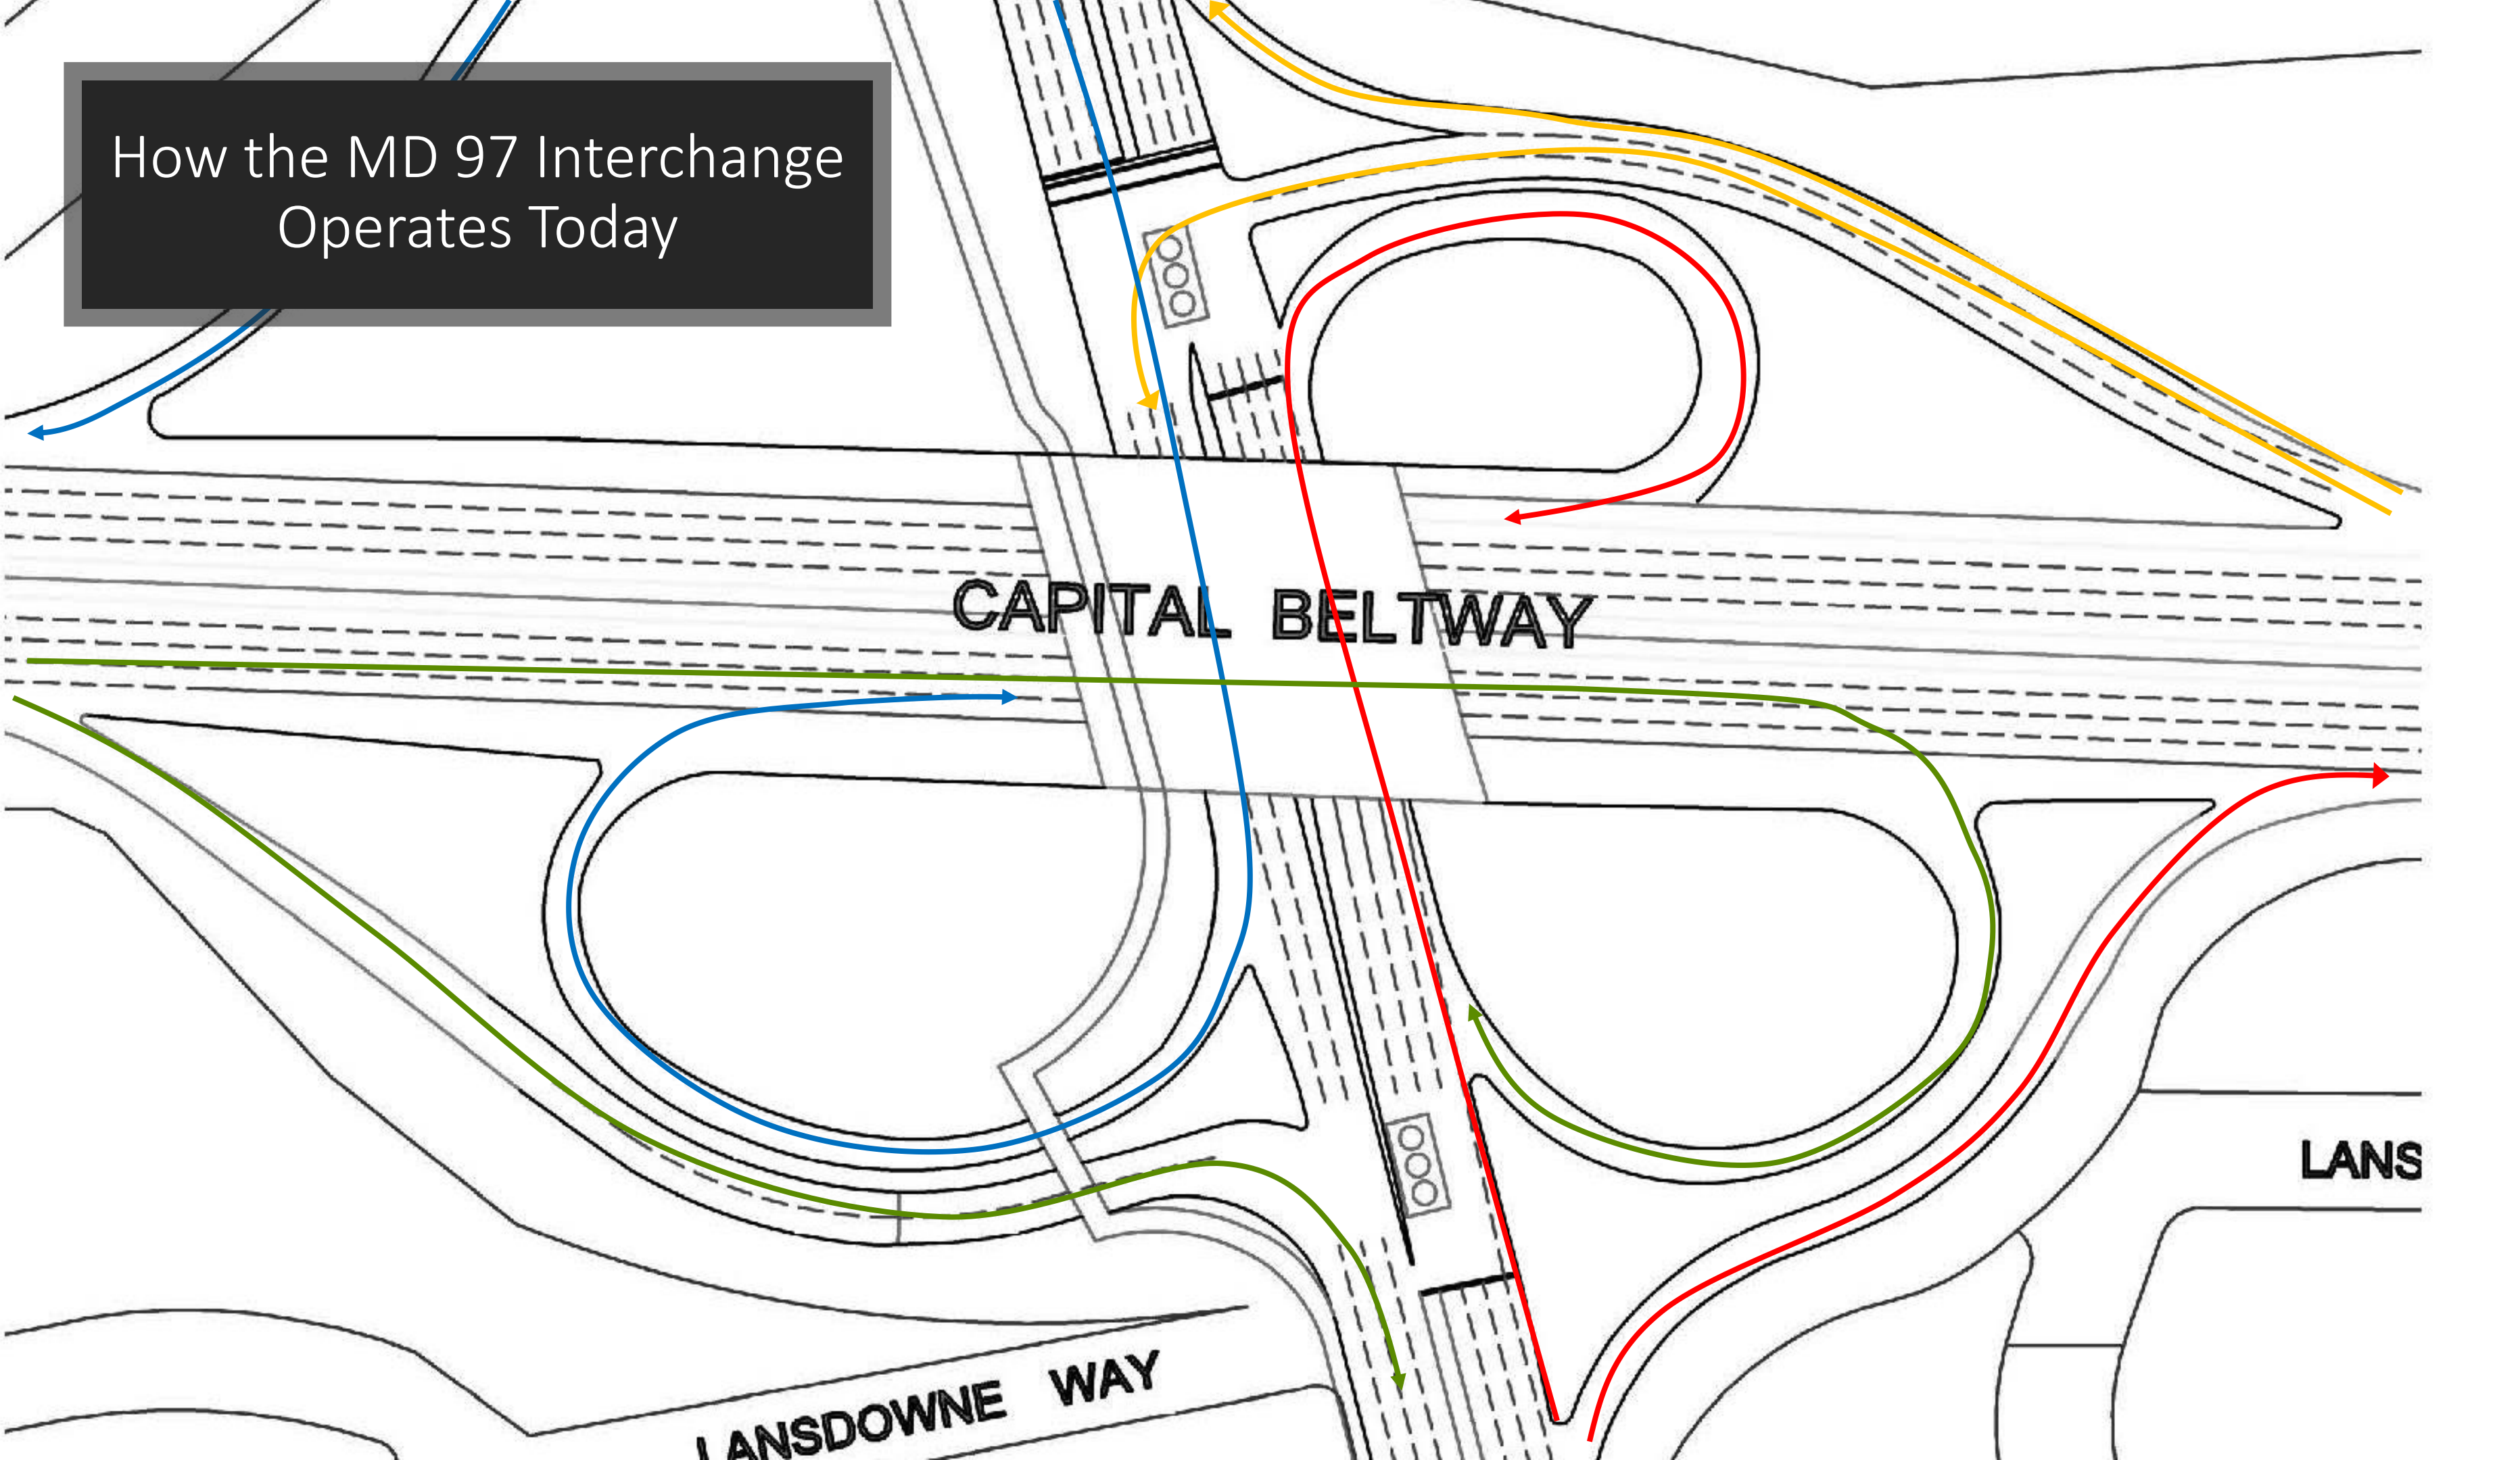 How the MD 97 Interchange
Operates Today
CAPITAL BELTWAY
LANS
LANSDOWNE WAY